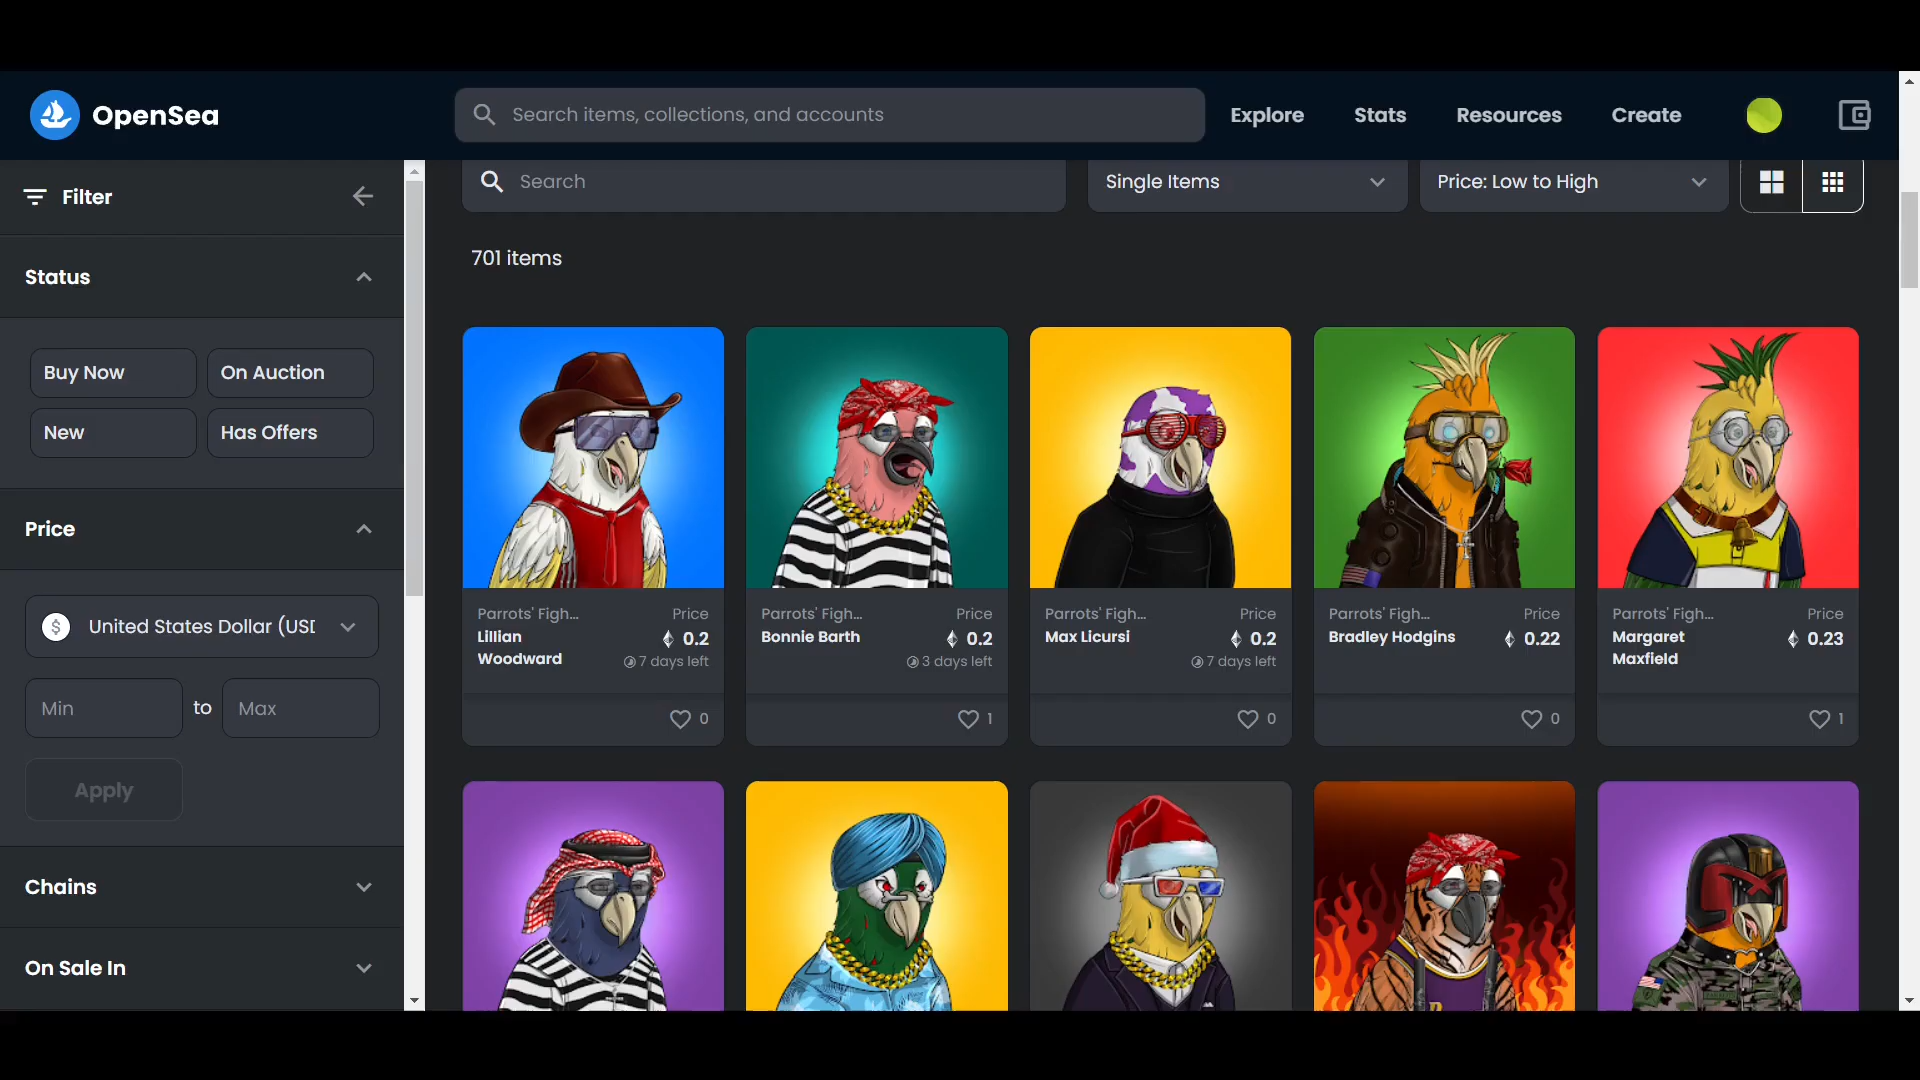 OpenSea
Search items, collections, and accounts
Explore
Stats
Resources
Create
Filter
Status
Buy Now
On Auction
New
Has Offers
Price
$ United States Dollar (USD
Min
to
Max
Apply
Chains
On Sale In
Search
Single Items
Price: Low to High
701 items
Parrots' Figh...
Price
Lillian
Woodward
0.2
7 days left
0
Parrots' Figh...
Price
Bonnie Barth
0.2
3 days left
1
Parrots' Figh...
Price
Max Licursi
0.2
7 days left
0
Parrots' Figh...
Price
Bradley Hodgins
0.22
0
Parrots' Figh...
Price
Margaret
Maxfield
0.23
1